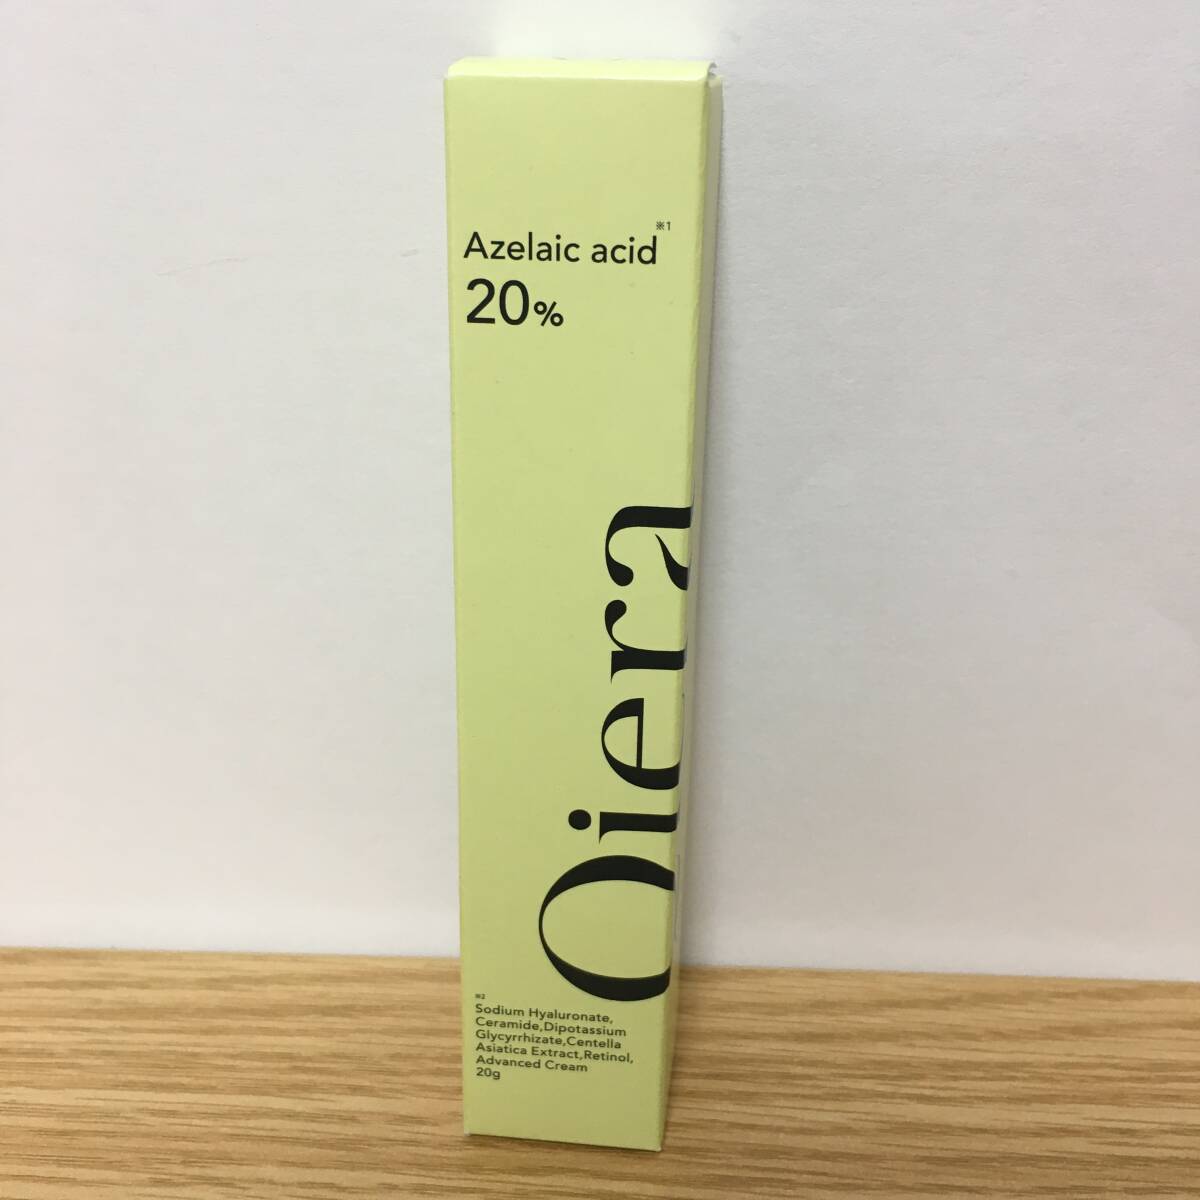 Azelaic acid※1
20%
Oiera
※2
Sodium Hyaluronate,
Ceramide,Dipotassium
Glycyrrhizate,Centella
Asiatica Extract,Retinol,
Advanced Cream
20g